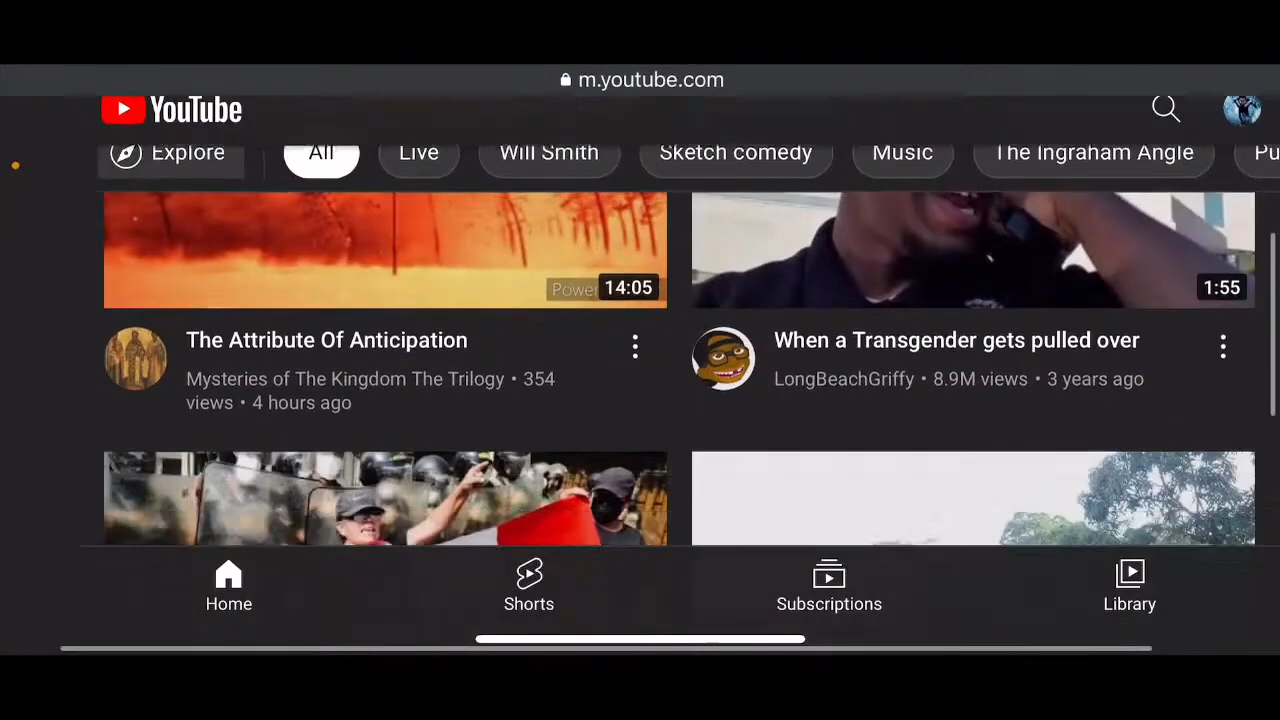 m.youtube.com
YouTube
Explore
All
Live
Will Smith
Sketch comedy
Music
The Ingraham Angle
Power
14:05
1:55
The Attribute Of Anticipation
Mysteries of The Kingdom The Trilogy • 354
views • 4 hours ago
When a Transgender gets pulled over
LongBeachGriffy • 8.9M views • 3 years ago
Home
Shorts
Subscriptions
Library